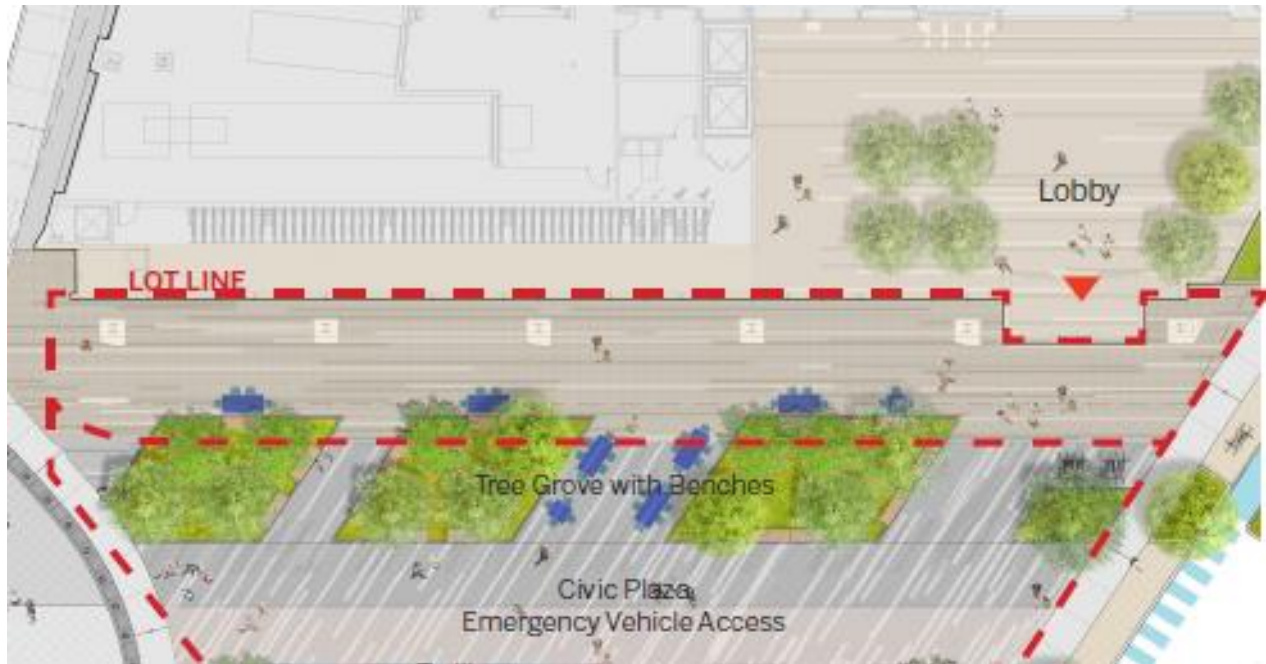 LOT LINE
Lobby
Tree Grove with Benches
Civic Plaza
Emergency Vehicle Access